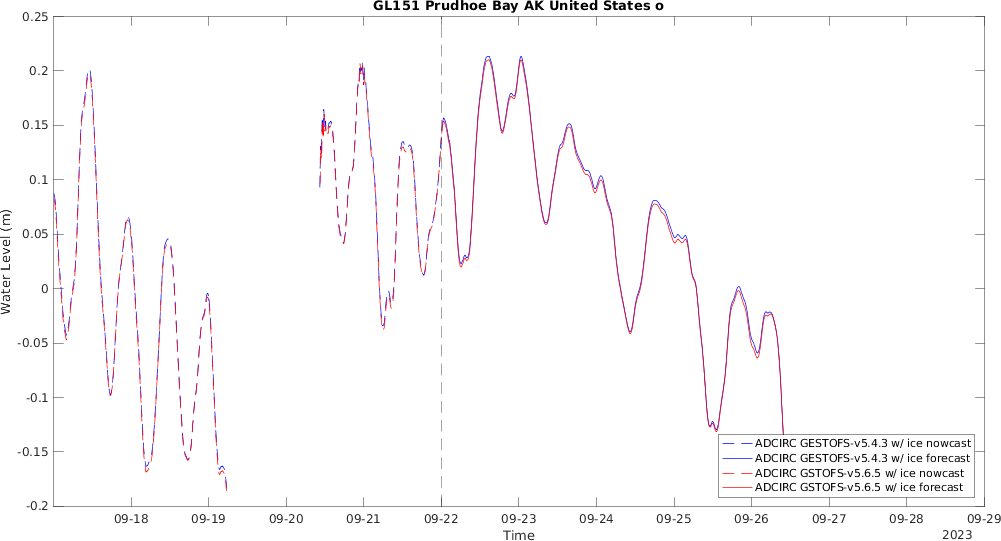 GL151 Prudhoe Bay AK United States o
0.25
0.2
0.15
0.1
0.05
0
-0.05
-0.1
-0.15
-0.2
Water Level (m)
ADCIRC GESTOFS-v5.4.3 w/ ice nowcast
ADCIRC GESTOFS-v5.4.3 w/ ice forecast
ADCIRC GSTOFS-v5.6.5 w/ ice nowcast
ADCIRC GSTOFS-v5.6.5 w/ ice forecast
09-18 09-19 09-20 09-21 09-22 09-23 09-24 09-25 09-26 09-27 09-28 09-29
Time
2023